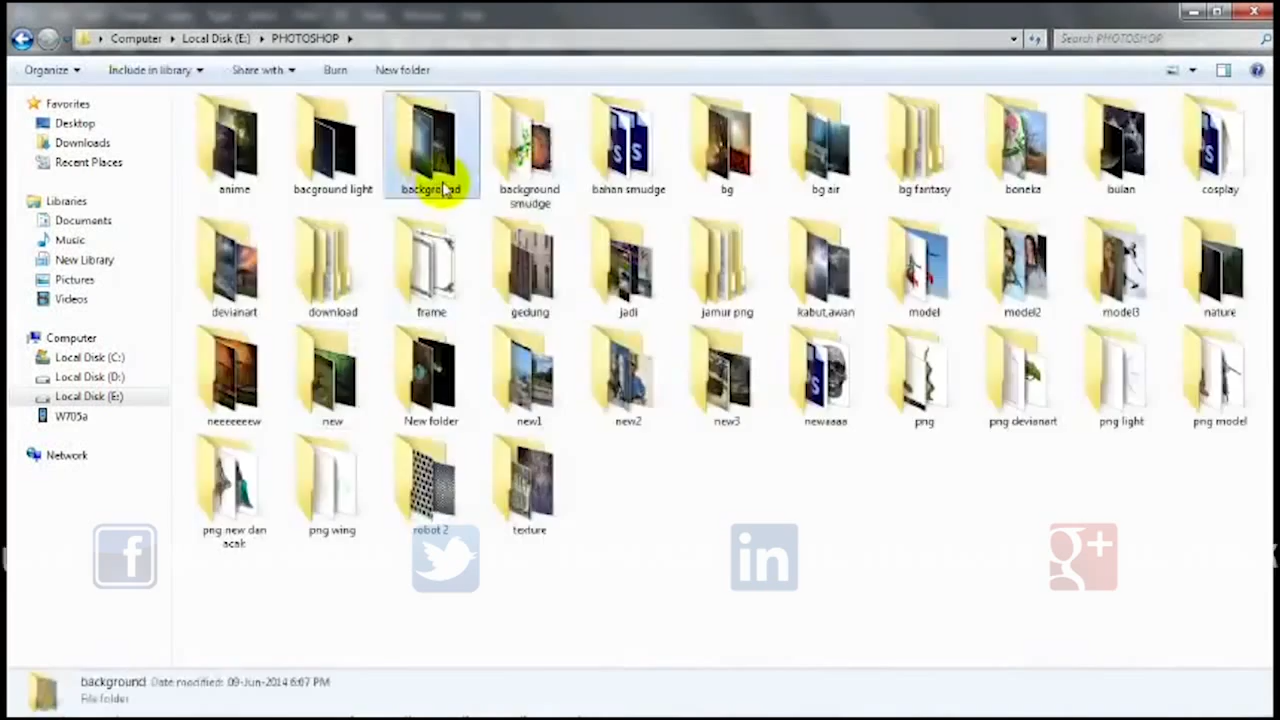 Computer Local Disk (E:) PHOTOSHOP
Search PHOTOSHOP
Organize Include in library Share with Burn New folder
Favorites
Desktop
Downloads
Recent Places
Libraries
Documents
Music
New Library
Pictures
Videos
Computer
Local Disk (C:)
Local Disk (D:)
Local Disk (E:)
W705a
Network
anime bacground light background background smudge bahan smudge bg bg air bg fantasy boneka bulan cosplay
devianart download frame gedung jadi jamur png kabut,awan model model2 model3 nature
neeeeeew new New folder new1 new2 new3 newaaaa png png devianart png light png model
png new dan acak png wing robot 2 texture
f in g+
background Date modified: 09-Jun-2014 6:07 PM
File folder